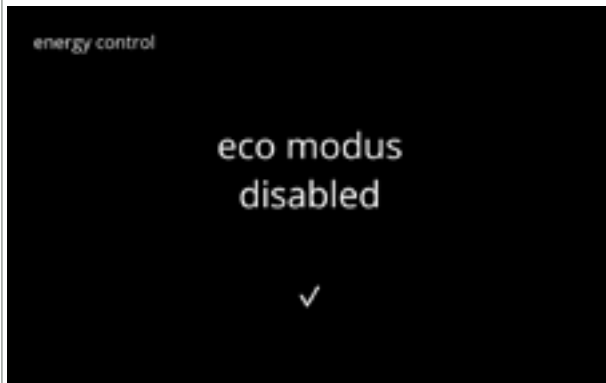 energy control
eco modus
disabled